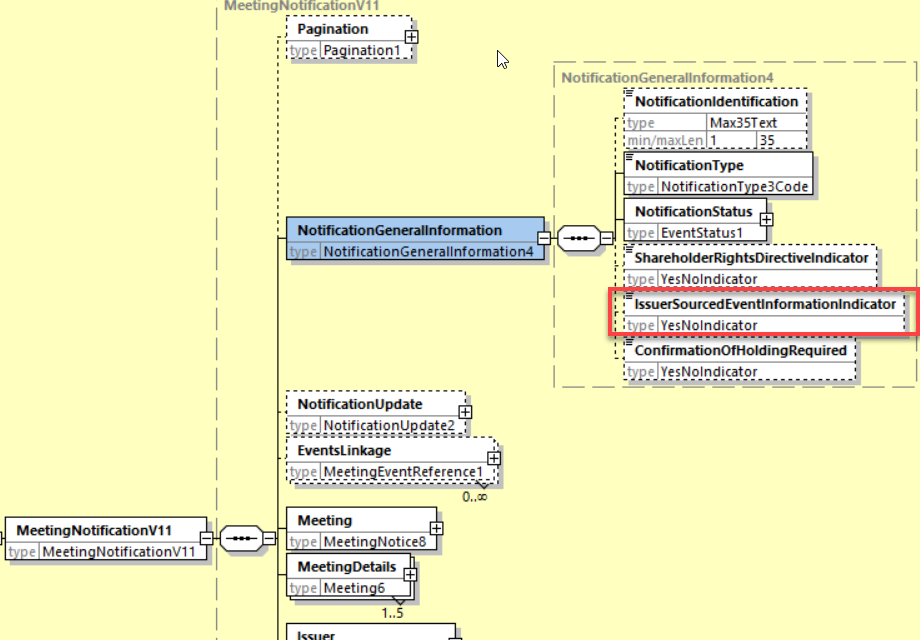 MeetingNotificationV11
Pagination
type Pagination1
NotificationGeneralInformation4
NotificationIdentification
type Max35Text
min/maxLen 1 35
NotificationType
type NotificationType3Code
NotificationStatus
type EventStatus1
NotificationGeneralInformation
type NotificationGeneralInformation4
ShareholderRightsDirectiveIndicator
type YesNoIndicator
IssuerSourcedEventInformationIndicator
type YesNoIndicator
ConfirmationOfHoldingRequired
type YesNoIndicator
NotificationUpdate
type NotificationUpdate2
EventsLinkage
type MeetingEventReference1
0..∞
MeetingNotificationV11
type MeetingNotificationV11
Meeting
type MeetingNotice8
MeetingDetails
type Meeting6
1..5
Issuer